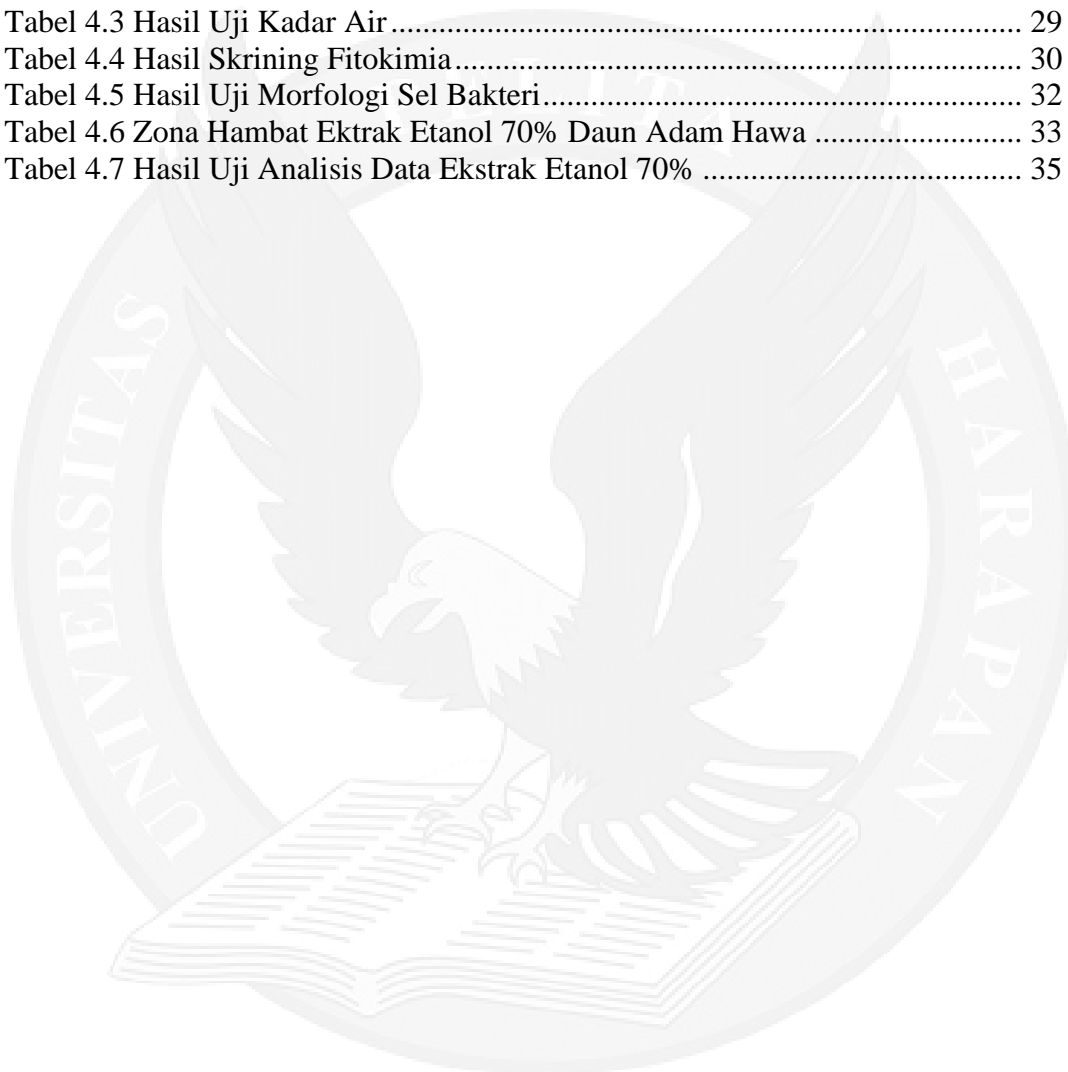 Tabel 4.3 Hasil Uji Kadar Air ........................................................................... 29
Tabel 4.4 Hasil Skrining Fitokimia .................................................................. 30
Tabel 4.5 Hasil Uji Morfologi Sel Bakteri ....................................................... 32
Tabel 4.6 Zona Hambat Ektrak Etanol 70% Daun Adam Hawa ........................ 33
Tabel 4.7 Hasil Uji Analisis Data Ekstrak Etanol 70% ..................................... 35
UNIVERSITAS PELITA HARAPAN